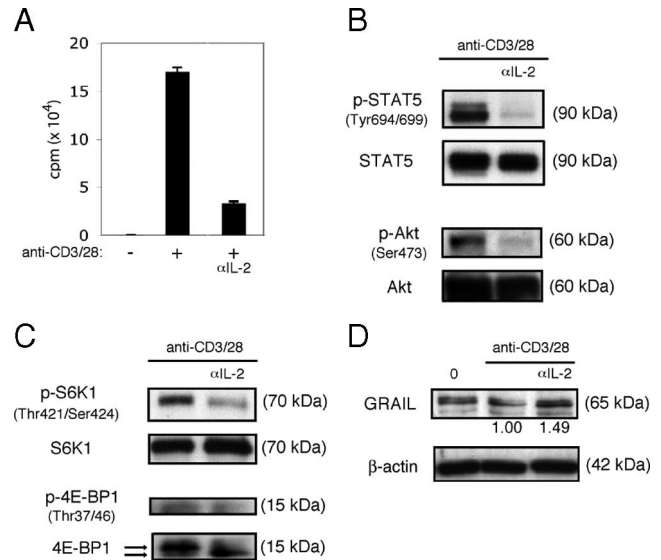 A
20
15
10
5
0
cpm (x 10⁴)
anti-CD3/28: - + +
αIL-2
B
anti-CD3/28
αIL-2
p-STAT5
(Tyr694/699)
(90 kDa)
STAT5 (90 kDa)
p-Akt
(Ser473)
(60 kDa)
Akt (60 kDa)
C
anti-CD3/28
αIL-2
p-S6K1
(Thr421/Ser424)
(70 kDa)
S6K1 (70 kDa)
p-4E-BP1
(Thr37/46)
(15 kDa)
4E-BP1 (15 kDa)
D
anti-CD3/28
0 αIL-2
GRAIL (65 kDa)
1.00 1.49
β-actin (42 kDa)